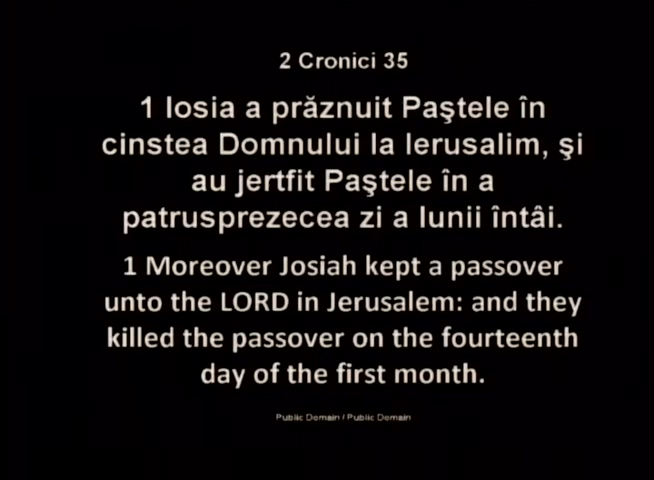 2 Cronici 35
1 Iosia a prăznuit Paştele în
cinstea Domnului la Ierusalim, şi
au jertfit Paştele în a
patrusprezecea zi a lunii întâi.
1 Moreover Josiah kept a passover
unto the LORD in Jerusalem: and they
killed the passover on the fourteenth
day of the first month.
Public Domain / Public Domain